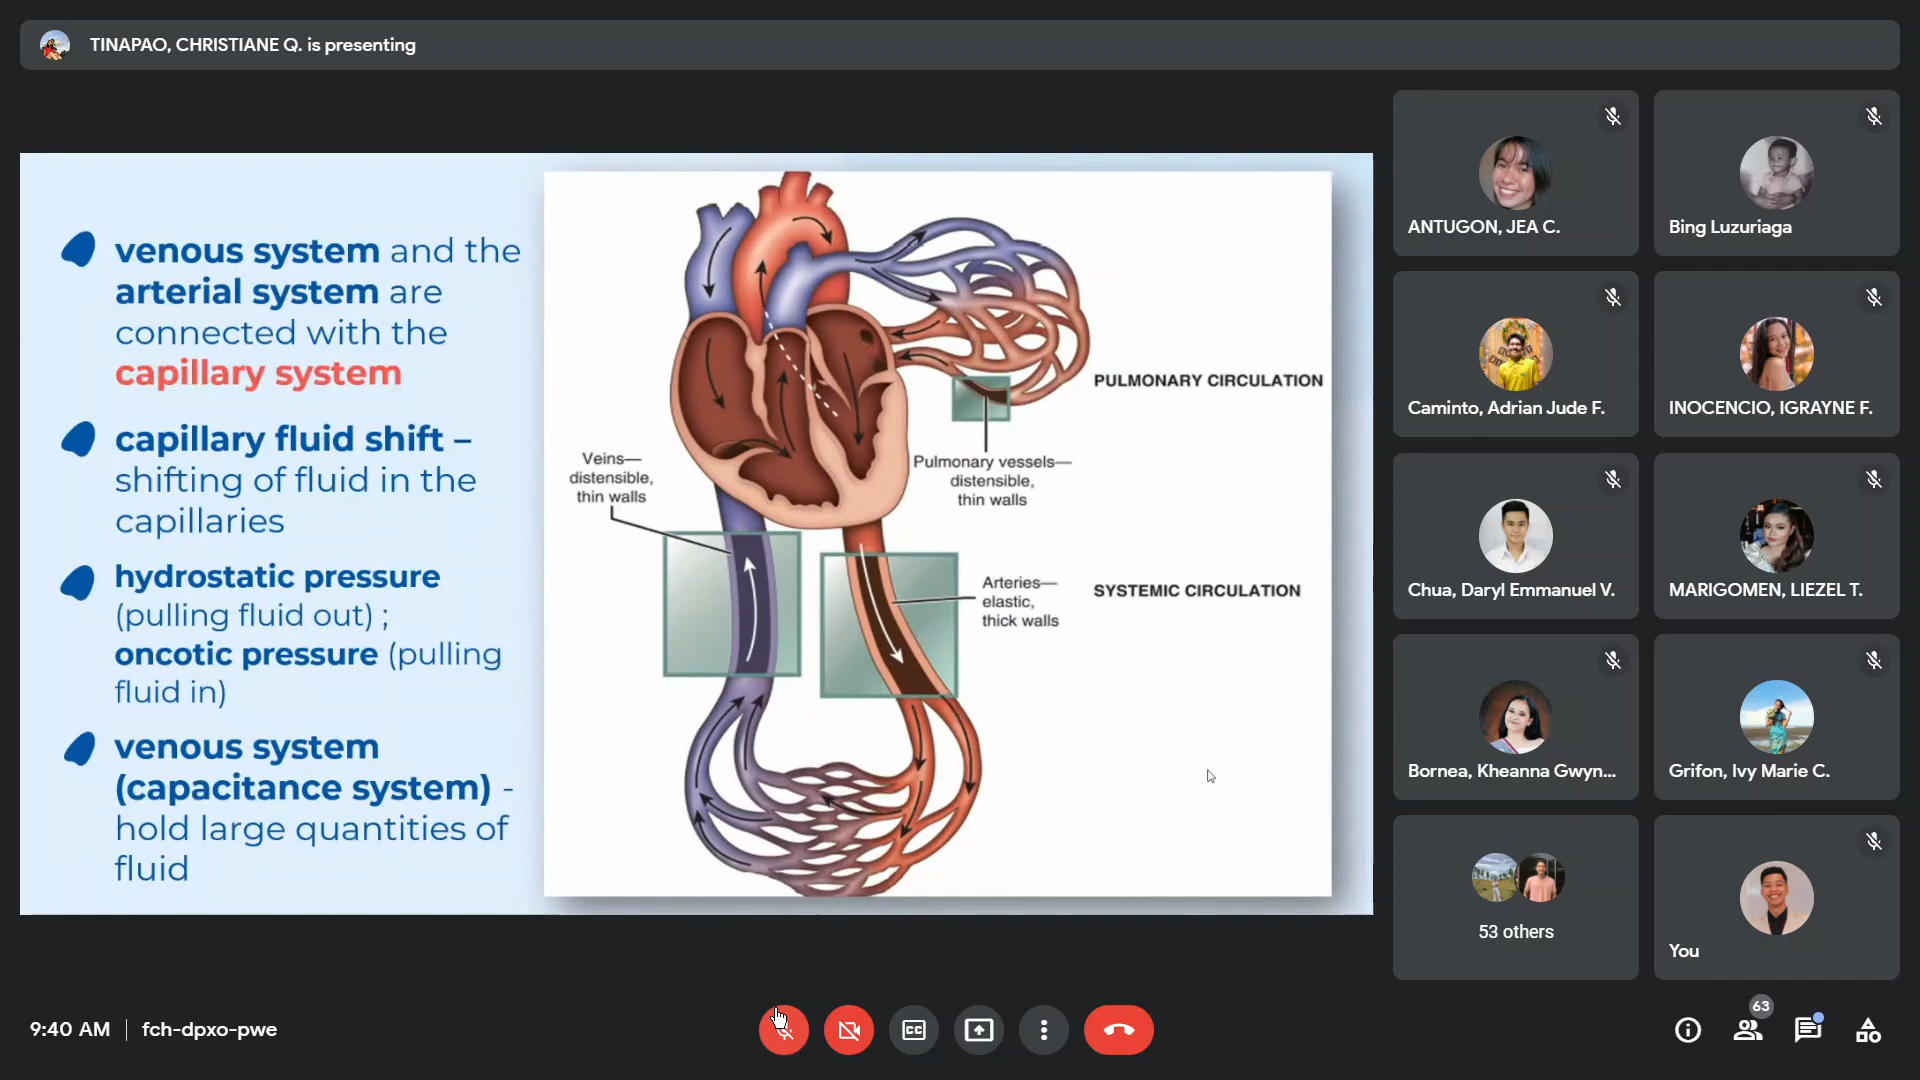 TINAPAO, CHRISTIANE Q. is presenting
venous system and the
arterial system are
connected with the
capillary system
capillary fluid shift –
shifting of fluid in the
capillaries
hydrostatic pressure
(pulling fluid out) ;
oncotic pressure (pulling
fluid in)
venous system
(capacitance system) -
hold large quantities of
fluid
PULMONARY CIRCULATION
Veins—
distensible,
thin walls
Pulmonary vessels—
distensible,
thin walls
Arteries—
elastic,
thick walls
SYSTEMIC CIRCULATION
ANTUGON, JEA C.
Bing Luzuriaga
Caminto, Adrian Jude F.
INOCENCIO, IGRAYNE F.
Chua, Daryl Emmanuel V.
MARIGOMEN, LIEZEL T.
Bornea, Kheanna Gwyn...
Grifon, Ivy Marie C.
53 others
You
9:40 AM | fch-dpxo-pwe
CC
63